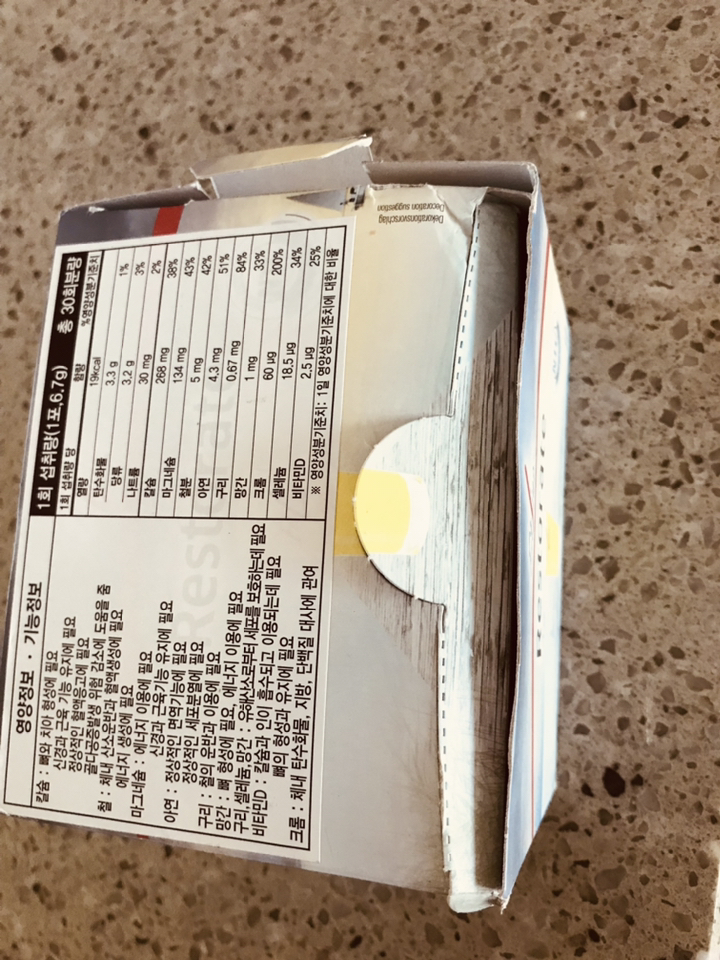 영양정보 · 기능정보
칼슘 : 뼈와 치아 형성에 필요
신경과 근육 기능 유지에 필요
정상적인 혈액응고에 필요
골다공증발생 위험 감소에 도움을 줌
철 : 체내 산소운반과 혈액생성에 필요
에너지 생성에 필요
마그네슘 : 에너지 이용에 필요
신경과 근육기능 유지에 필요
아연 : 정상적인 면역기능에 필요
정상적인 세포분열에 필요
구리 : 철의 운반과 이용에 필요
망간 : 뼈 형성에 필요, 에너지 이용에 필요
구리,셀레늄,망간 : 유해산소로부터 세포를 보호하는데 필요
비타민D : 칼슘과 인이 흡수되고 이용되는데 필요
뼈의 형성과 유지에 필요
크롬 : 체내 탄수화물, 지방, 단백질 대사에 관여
1회 섭취량(1포,6.7g) 총 30회분량
1회 섭취량 당 함량 %영양성분기준치
열량 19kcal
탄수화물 3.3 g 1%
당류 3.2 g 3%
나트륨 30 mg 2%
칼슘 268 mg 38%
마그네슘 134 mg 43%
철분 5 mg 42%
아연 4.3 mg 51%
구리 0.67 mg 84%
망간 1 mg 33%
크롬 60 μg 200%
셀레늄 18.5 μg 34%
비타민D 2.5 μg 25%
※ 영양성분기준치: 1일 영양성분기준치에 대한 비율
Dekorationsvorschlag
Decoration suggestion